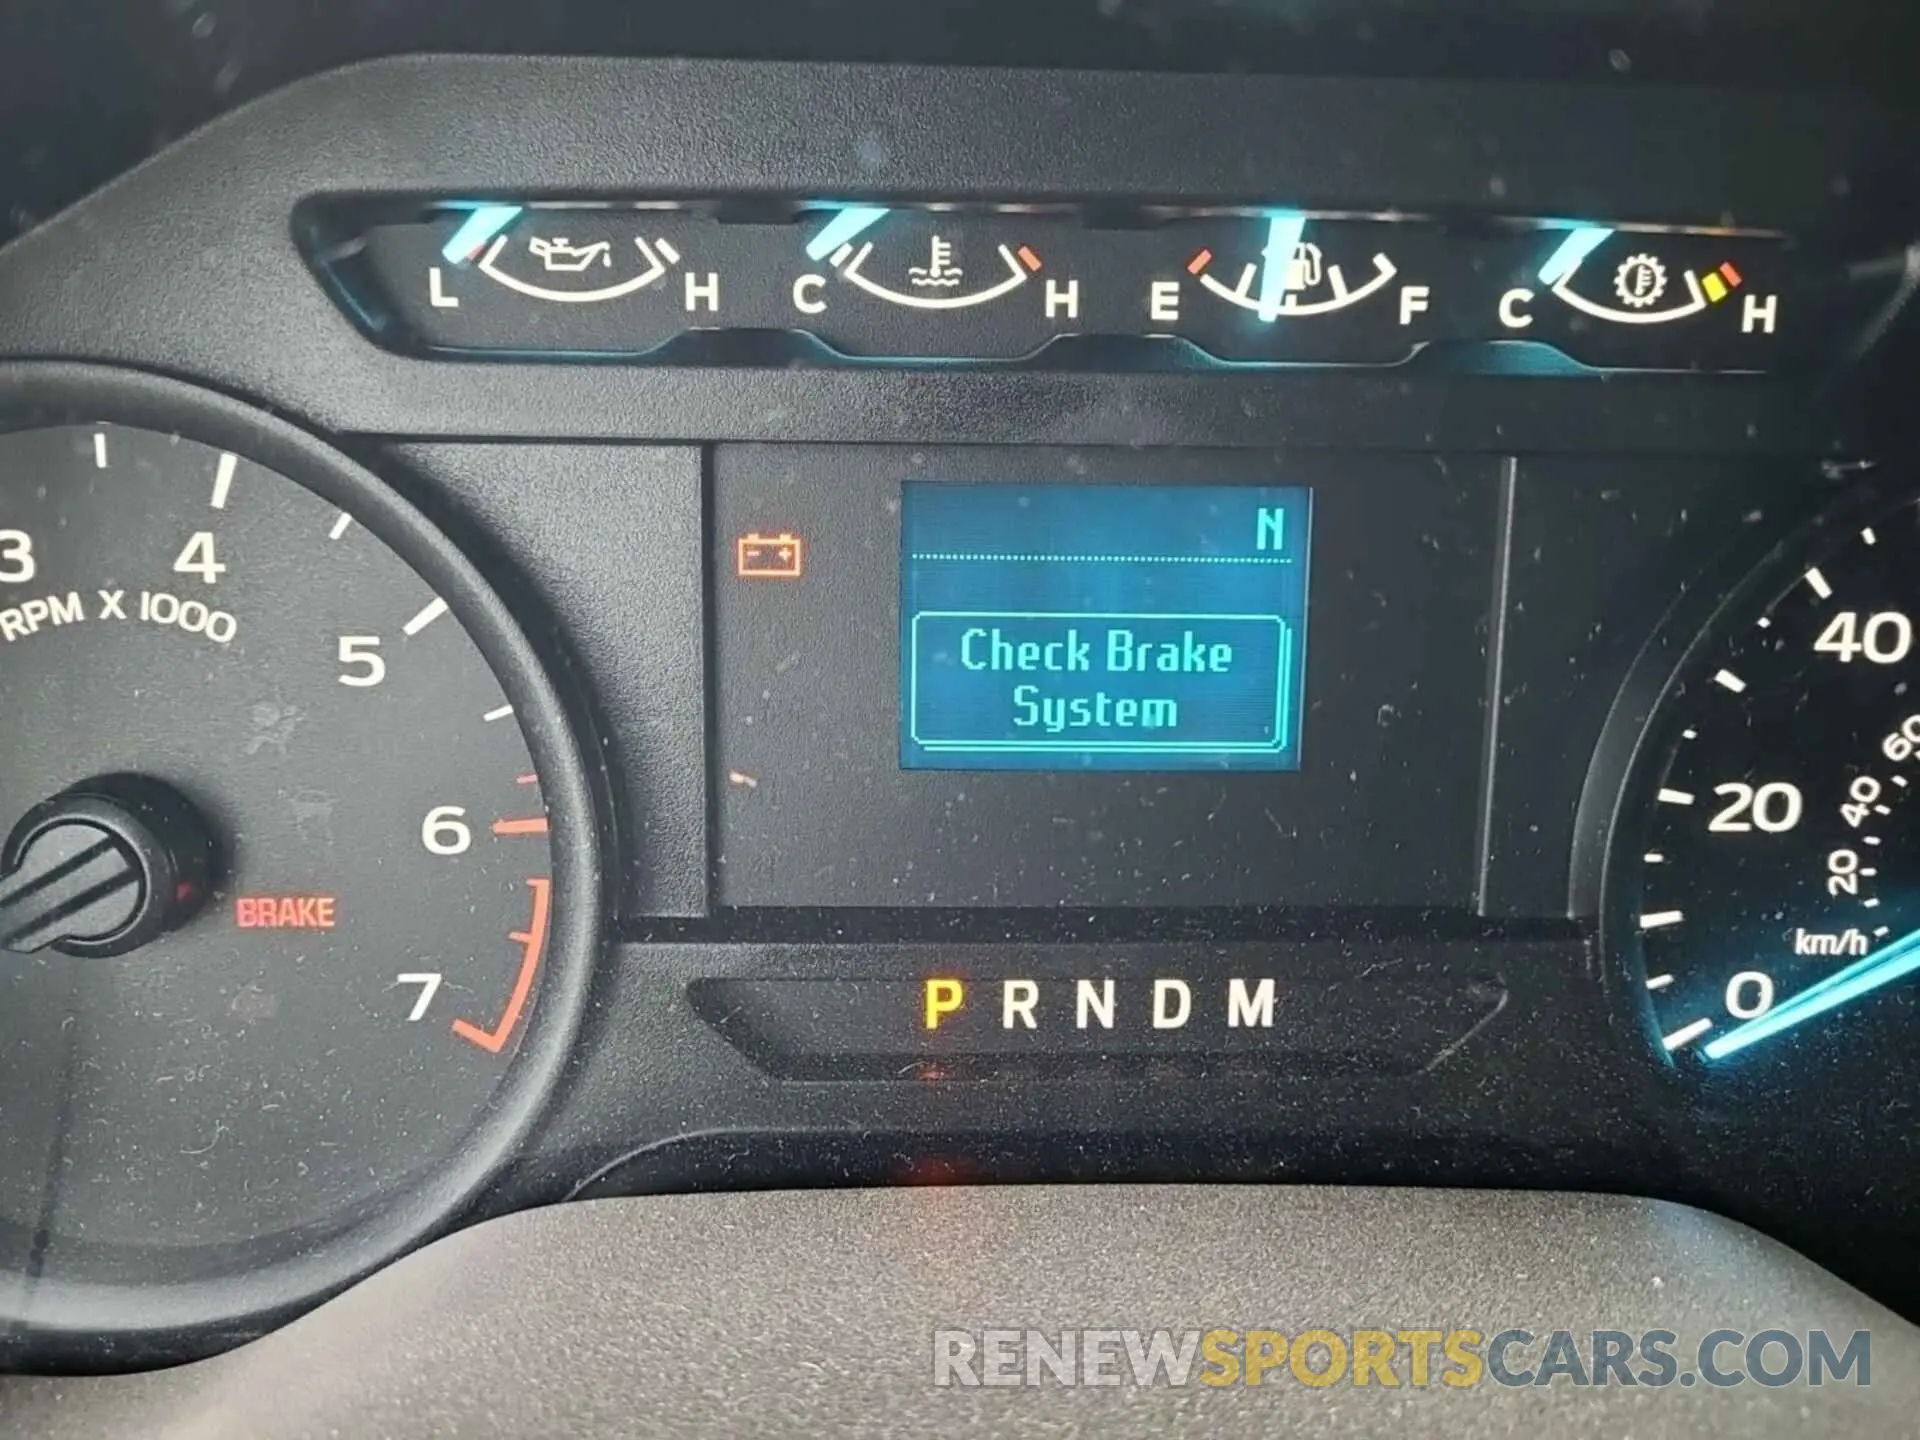 L H C H E F C H
3 4 5 6 7
RPM X 1000
BRAKE
N
Check Brake
System
P R N D M
40
20
0
60
40
20
km/h
RENEWSPORTSCARS.COM